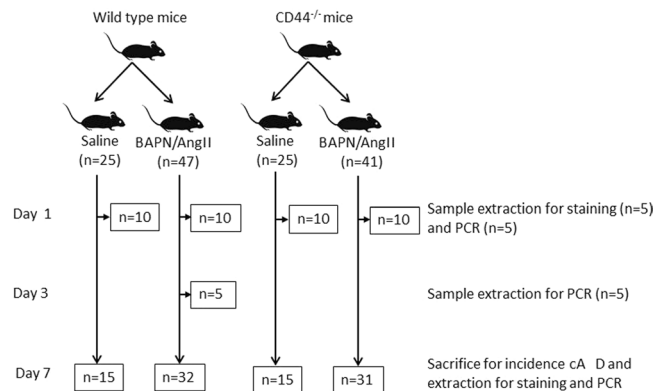 Wild type mice
CD44-/- mice
Saline
(n=25)
BAPN/AngII
(n=47)
Saline
(n=25)
BAPN/AngII
(n=41)
Day 1
n=10
n=10
n=10
n=10
Sample extraction for staining (n=5)
and PCR (n=5)
Day 3
n=5
Sample extraction for PCR (n=5)
Day 7
n=15
n=32
n=15
n=31
Sacrifice for incidence cA D and
extraction for staining and PCR